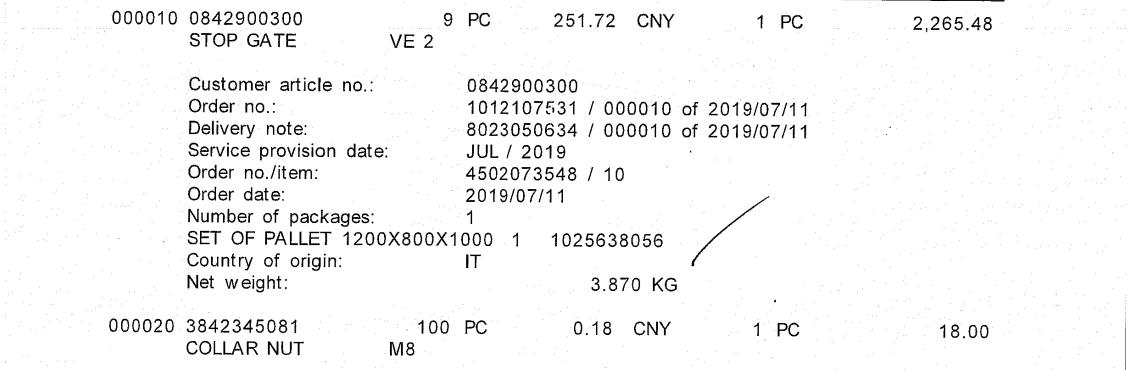 000010 0842900300 9 PC 251.72 CNY 1 PC 2,265.48
STOP GATE VE 2
Customer article no.: 0842900300
Order no.: 1012107531 / 000010 of 2019/07/11
Delivery note: 8023050634 / 000010 of 2019/07/11
Service provision date: JUL / 2019
Order no./item: 4502073548 / 10
Order date: 2019/07/11
Number of packages: 1
SET OF PALLET 1200X800X1000 1 1025638056
Country of origin: IT
Net weight: 3.870 KG
000020 3842345081 100 PC 0.18 CNY 1 PC 18.00
COLLAR NUT M8